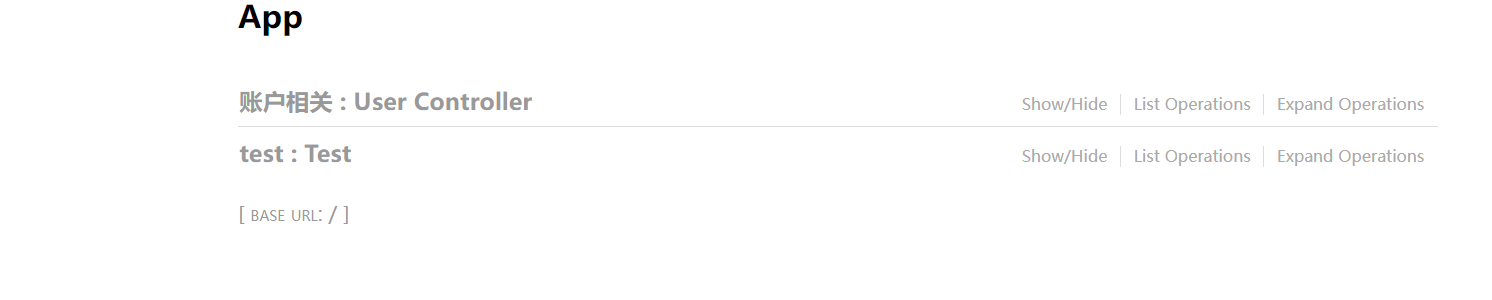 App
账户相关 : User Controller Show/Hide List Operations Expand Operations
test : Test Show/Hide List Operations Expand Operations
[ BASE URL: / ]